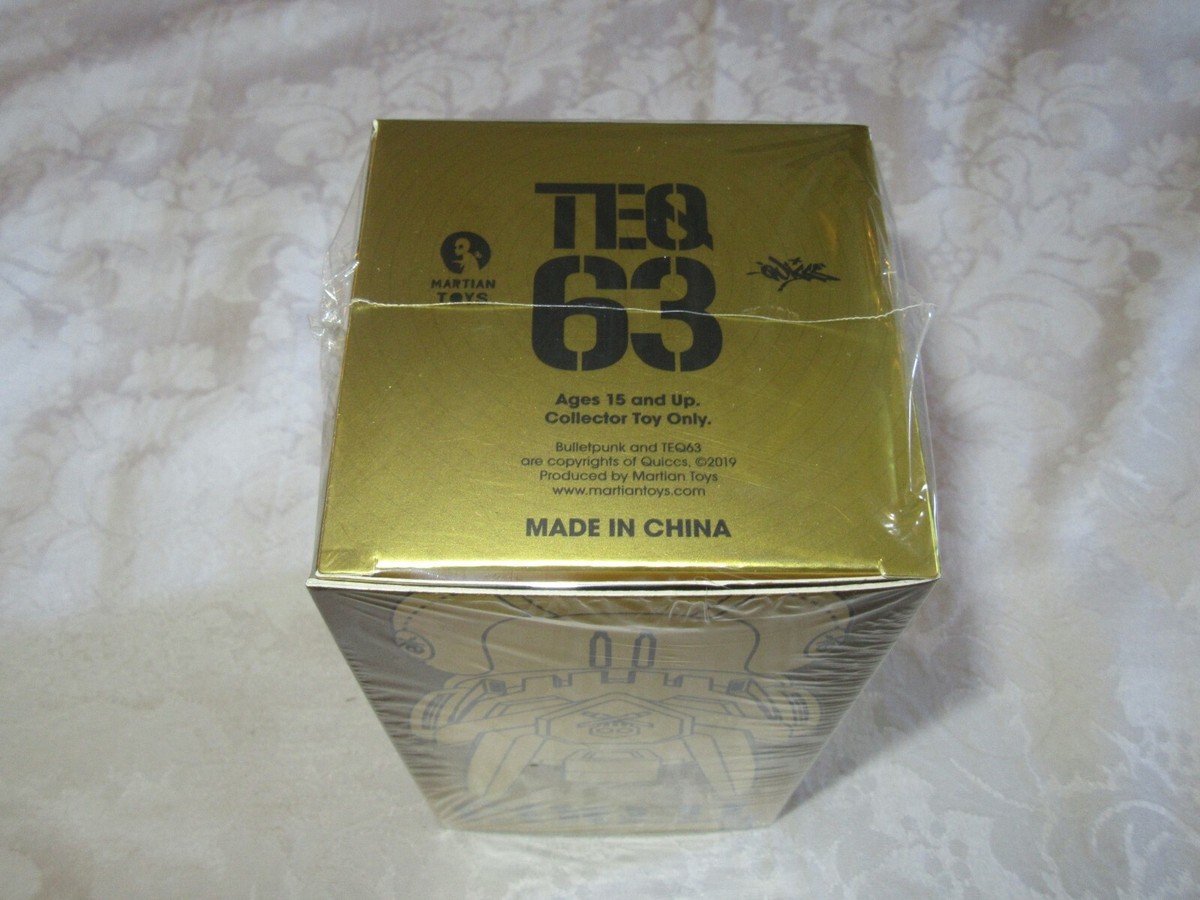 TEQ
63
MARTIAN
TOYS
QUICCS
Ages 15 and Up.
Collector Toy Only.
Bulletpunk and TEQ63
are copyrights of Quiccs, ©2019
Produced by Martian Toys
www.martiantoys.com
MADE IN CHINA